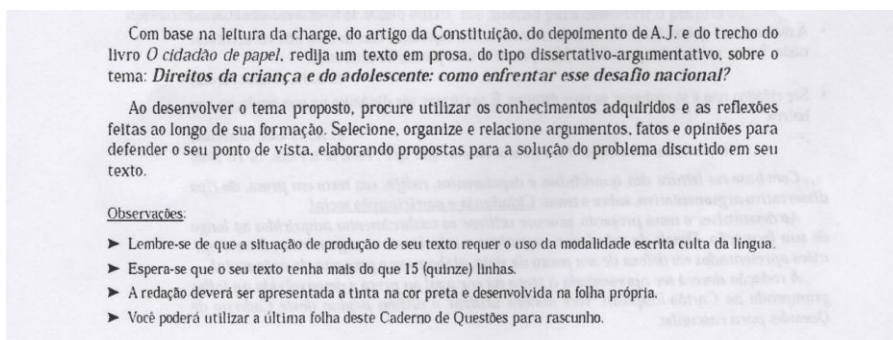 Com base na leitura da charge, do artigo da Constituição, do depoimento de A.J. e do trecho do
livro O cidadão de papel, redija um texto em prosa, do tipo dissertativo-argumentativo, sobre o
tema: Direitos da criança e do adolescente: como enfrentar esse desafio nacional?
Ao desenvolver o tema proposto, procure utilizar os conhecimentos adquiridos e as reflexões
feitas ao longo de sua formação. Selecione, organize e relacione argumentos, fatos e opiniões para
defender o seu ponto de vista, elaborando propostas para a solução do problema discutido em seu
texto.
Observações:
➤ Lembre-se de que a situação de produção de seu texto requer o uso da modalidade escrita culta da língua.
➤ Espera-se que o seu texto tenha mais do que 15 (quinze) linhas.
➤ A redação deverá ser apresentada a tinta na cor preta e desenvolvida na folha própria.
➤ Você poderá utilizar a última folha deste Caderno de Questões para rascunho.